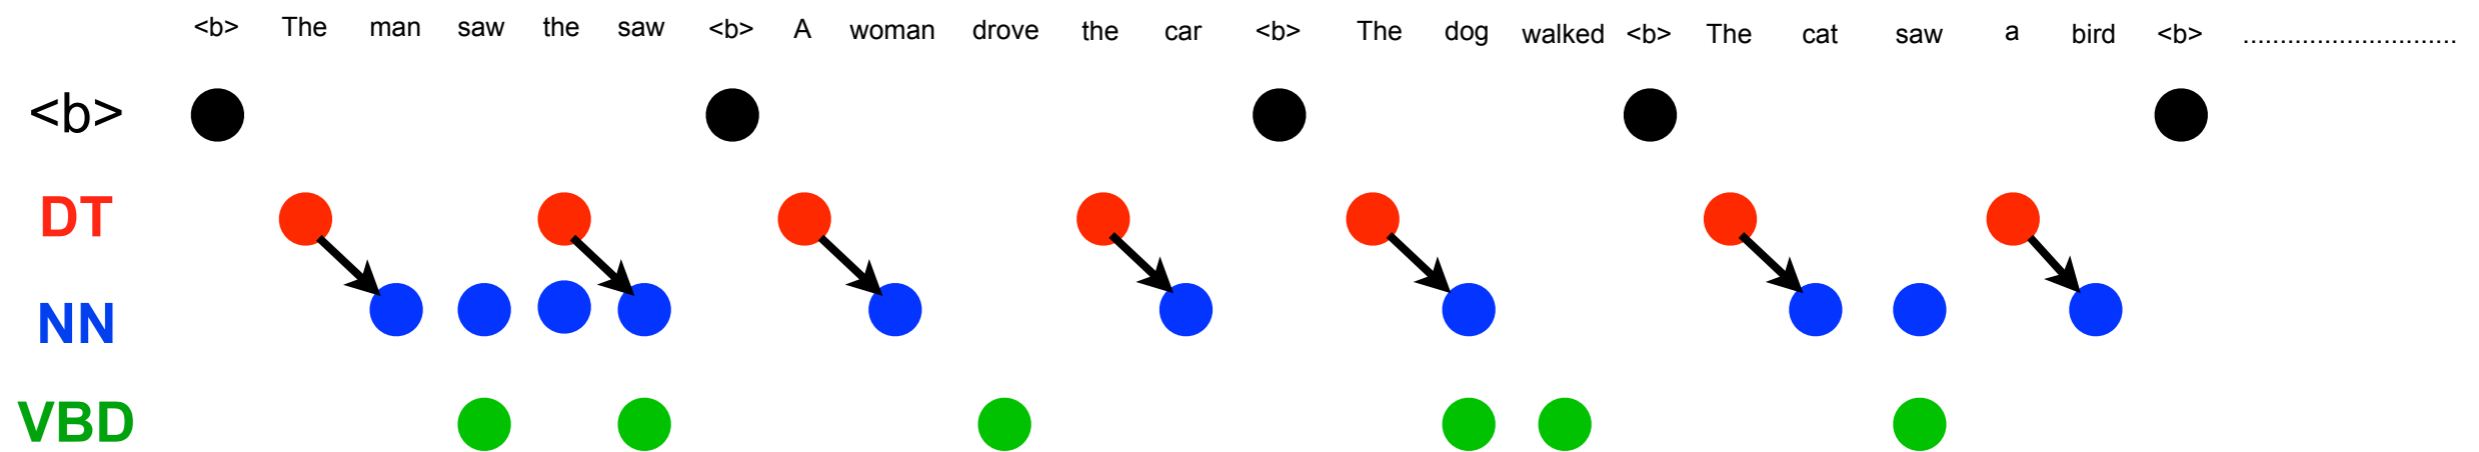 <b> The man saw the saw <b> A woman drove the car <b> The dog walked <b> The cat saw a bird <b> ............................
<b>
DT
NN
VBD